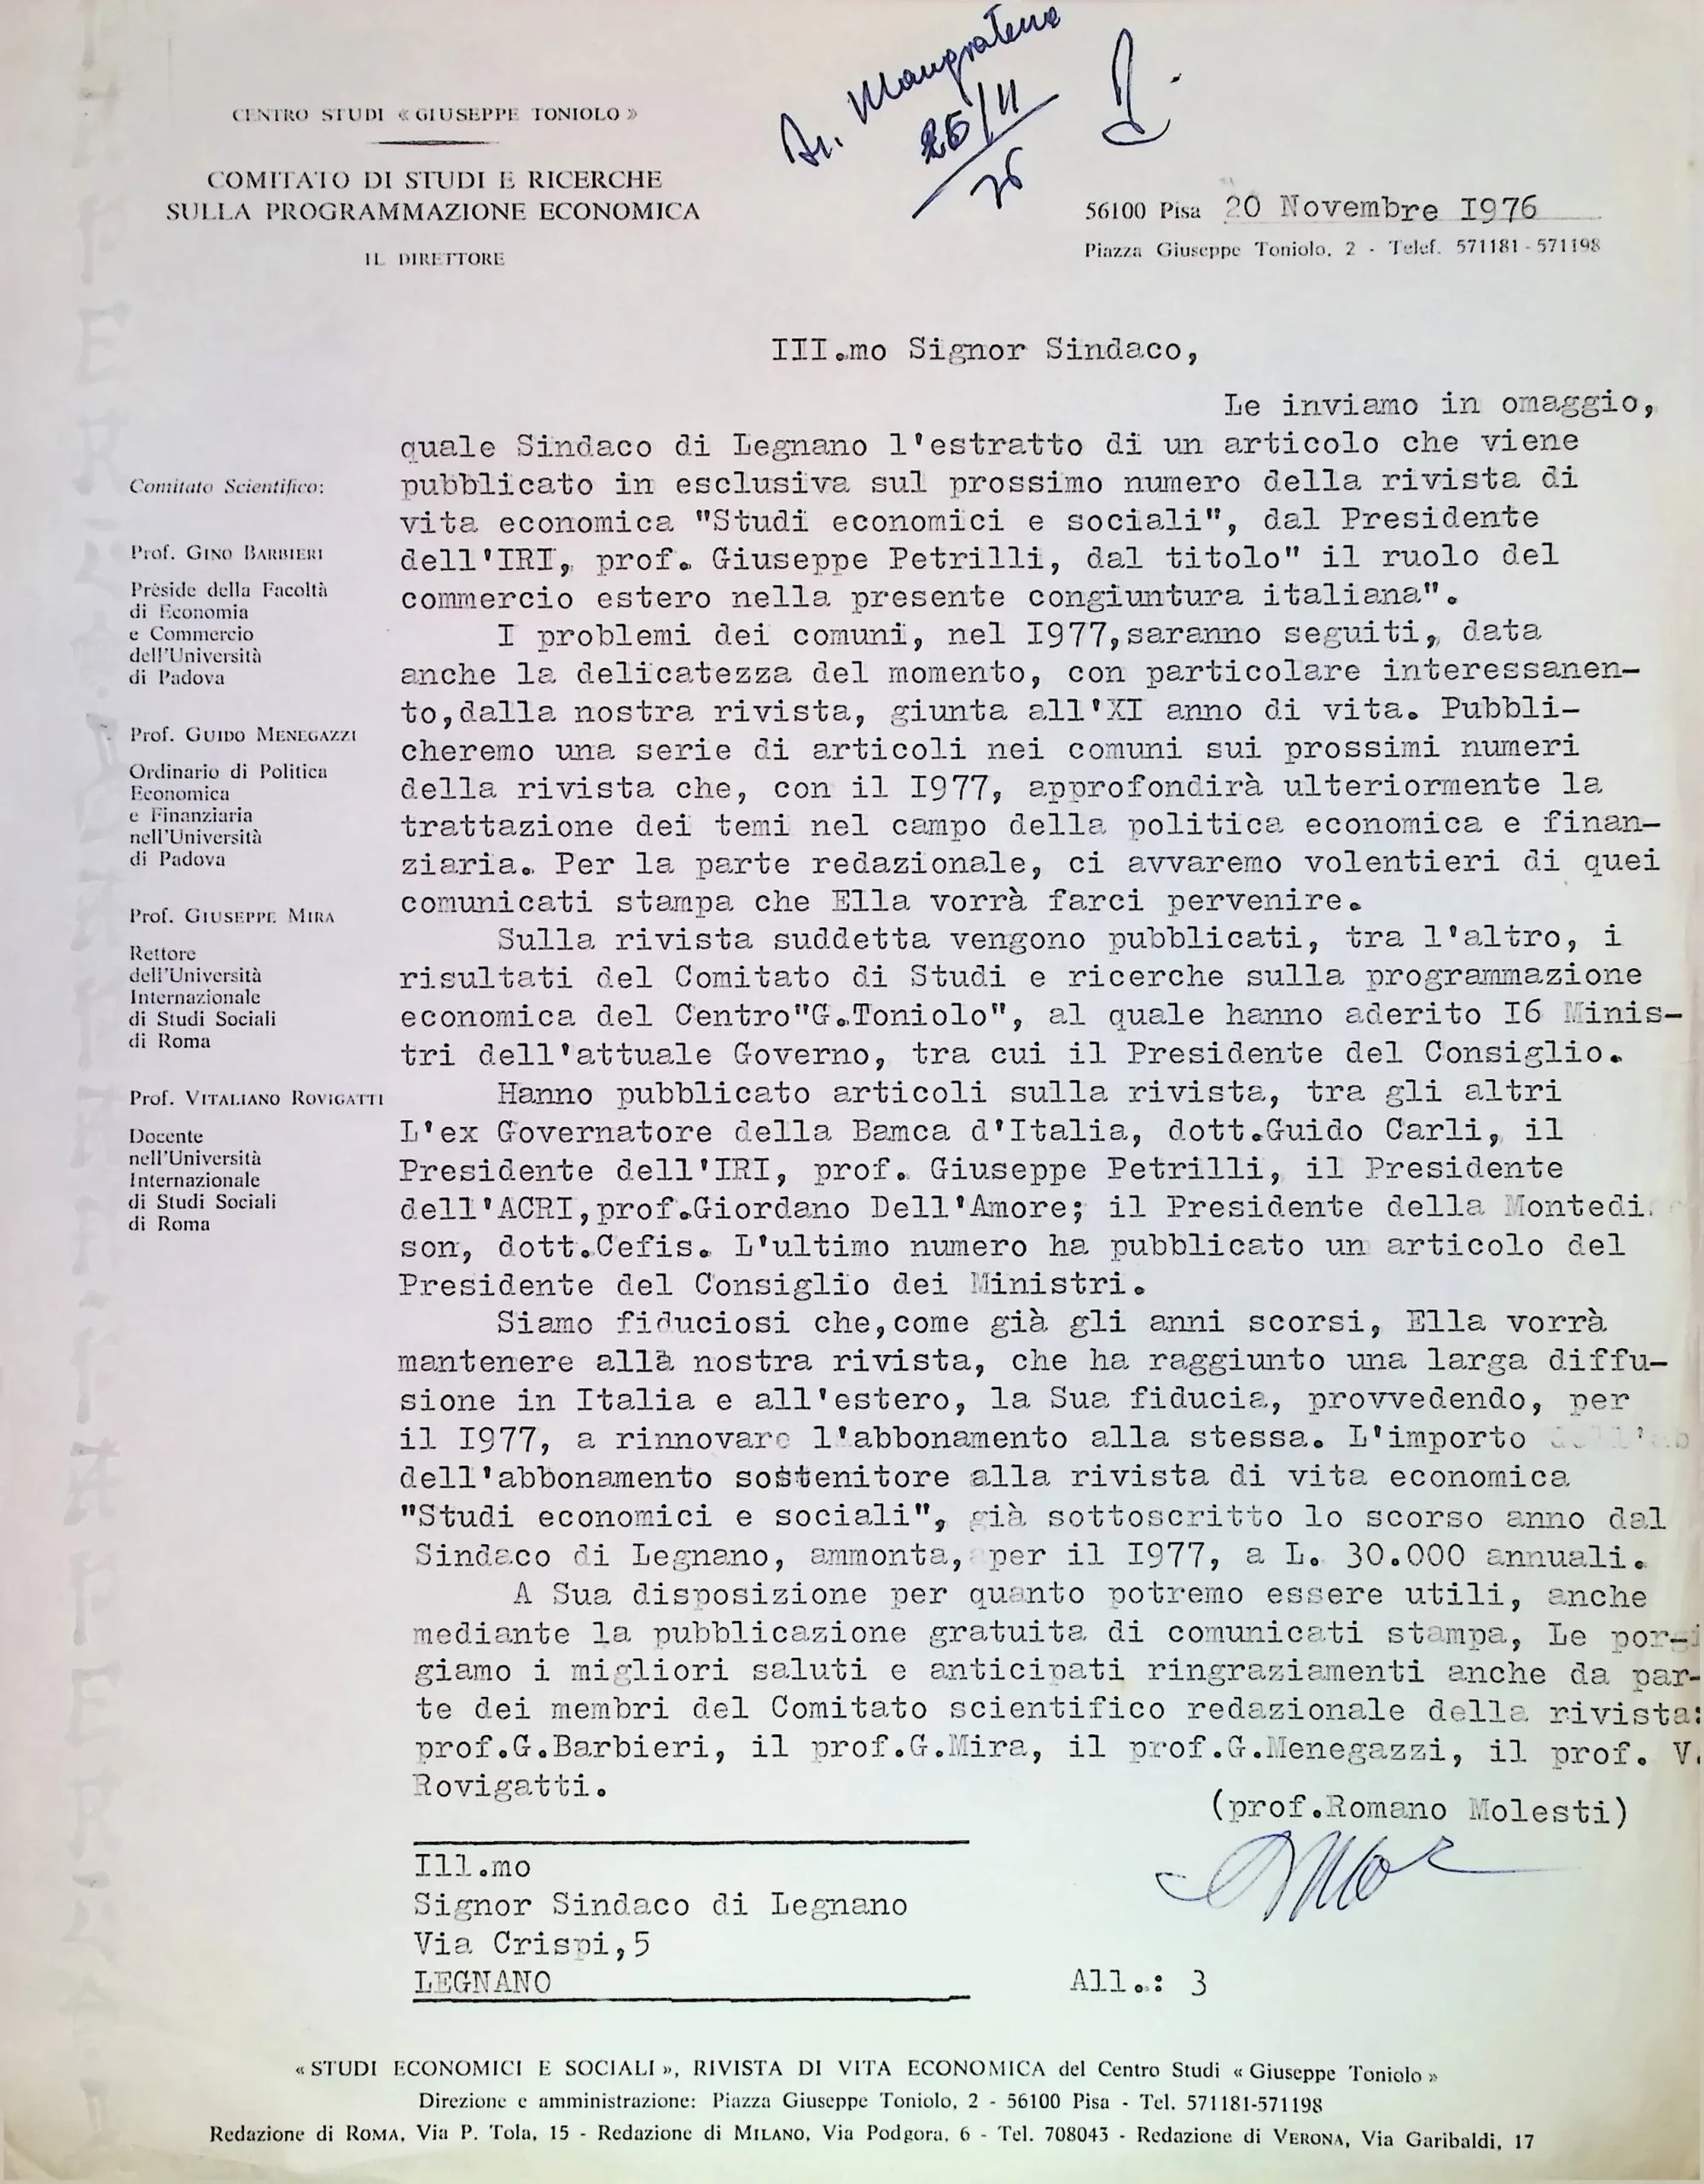 CENTRO STUDI « GIUSEPPE TONIOLO »
COMITATO DI STUDI E RICERCHE
SULLA PROGRAMMAZIONE ECONOMICA
IL DIRETTORE
25/11
76
56100 Pisa 20 Novembre I976
Piazza Giuseppe Toniolo, 2 - Telef. 571181 - 571198
Comitato Scientifico:
Prof. GINO BARBIERI
Preside della Facoltà
di Economia
e Commercio
dell'Università
di Padova
Prof. GUIDO MENEGAZZI
Ordinario di Politica
Economica
e Finanziaria
nell'Università
di Padova
Prof. GIUSEPPE MIRA
Rettore
dell'Università
Internazionale
di Studi Sociali
di Roma
Prof. VITALIANO ROVIGATTI
Docente
nell'Università
Internazionale
di Studi Sociali
di Roma
III.mo Signor Sindaco,
Le inviamo in omaggio,
quale Sindaco di Legnano l'estratto di un articolo che viene
pubblicato in esclusiva sul prossimo numero della rivista di
vita economica "Studi economici e sociali", dal Presidente
dell'IRI, prof. Giuseppe Petrilli, dal titolo" il ruolo del
commercio estero nella presente congiuntura italiana".
I problemi dei comuni, nel I977,saranno seguiti, data
anche la delicatezza del momento, con particolare interessanen-
to,dalla nostra rivista, giunta all'XI anno di vita. Pubbli-
cheremo una serie di articoli nei comuni sui prossimi numeri
della rivista che, con il I977, approfondirà ulteriormente la
trattazione dei temi nel campo della politica economica e finan-
ziaria. Per la parte redazionale, ci avvaremo volentieri di quei
comunicati stampa che Ella vorrà farci pervenire.
Sulla rivista suddetta vengono pubblicati, tra l'altro, i
risultati del Comitato di Studi e ricerche sulla programmazione
economica del Centro"G.Toniolo", al quale hanno aderito I6 Minis-
tri dell'attuale Governo, tra cui il Presidente del Consiglio.
Hanno pubblicato articoli sulla rivista, tra gli altri
L'ex Governatore della Bamca d'Italia, dott.Guido Carli, il
Presidente dell'IRI, prof. Giuseppe Petrilli, il Presidente
dell'ACRI,prof.Giordano Dell'Amore; il Presidente della Montedi
son, dott.Cefis. L'ultimo numero ha pubblicato un articolo del
Presidente del Consiglio dei Ministri.
Siamo fiduciosi che,come già gli anni scorsi, Ella vorrà
mantenere alla nostra rivista, che ha raggiunto una larga diffu-
sione in Italia e all'estero, la Sua fiducia, provvedendo, per
il I977, a rinnovare l'abbonamento alla stessa. L'importo
dell'abbonamento sostenitore alla rivista di vita economica
"Studi economici e sociali", già sottoscritto lo scorso anno dal
Sindaco di Legnano, ammonta, per il I977, a L. 30.000 annuali.
A Sua disposizione per quanto potremo essere utili, anche
mediante la pubblicazione gratuita di comunicati stampa, Le por-
giamo i migliori saluti e anticipati ringraziamenti anche da par-
te dei membri del Comitato scientifico redazionale della rivista:
prof.G.Barbieri, il prof.G.Mira, il prof.G.Menegazzi, il prof. V.
Rovigatti.
(prof.Romano Molesti)
Ill.mo
Signor Sindaco di Legnano
Via Crispi,5
LEGNANO
All.: 3
« STUDI ECONOMICI E SOCIALI », RIVISTA DI VITA ECONOMICA del Centro Studi « Giuseppe Toniolo »
Direzione e amministrazione: Piazza Giuseppe Toniolo, 2 - 56100 Pisa - Tel. 571181-571198
Redazione di ROMA, Via P. Tola, 15 - Redazione di MILANO, Via Podgora, 6 - Tel. 708043 - Redazione di VERONA, Via Garibaldi, 17